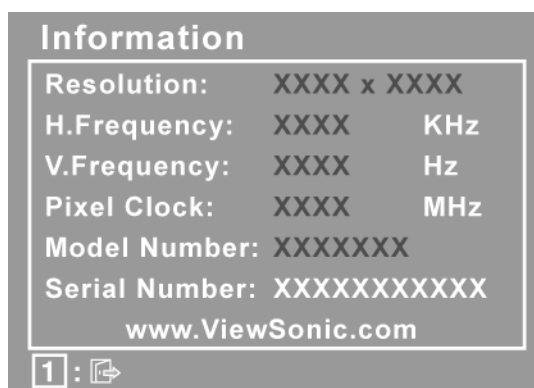 Information
Resolution: XXXX x XXXX
H.Frequency: XXXX KHz
V.Frequency: XXXX Hz
Pixel Clock: XXXX MHz
Model Number: XXXXXXX
Serial Number: XXXXXXXXXXX
www.ViewSonic.com
1 :